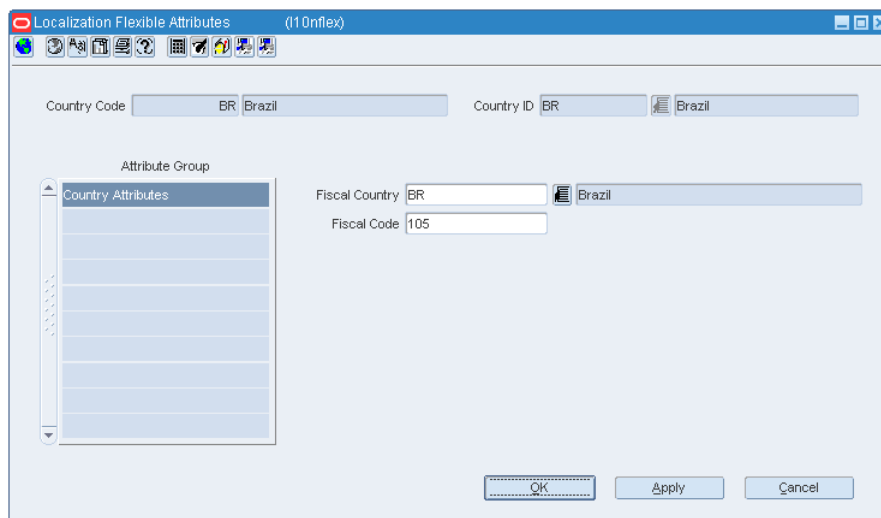 Localization Flexible Attributes (l10nflex)
Country Code BR Brazil Country ID BR Brazil
Attribute Group
Country Attributes Fiscal Country BR Brazil
Fiscal Code 105
OK Apply Cancel